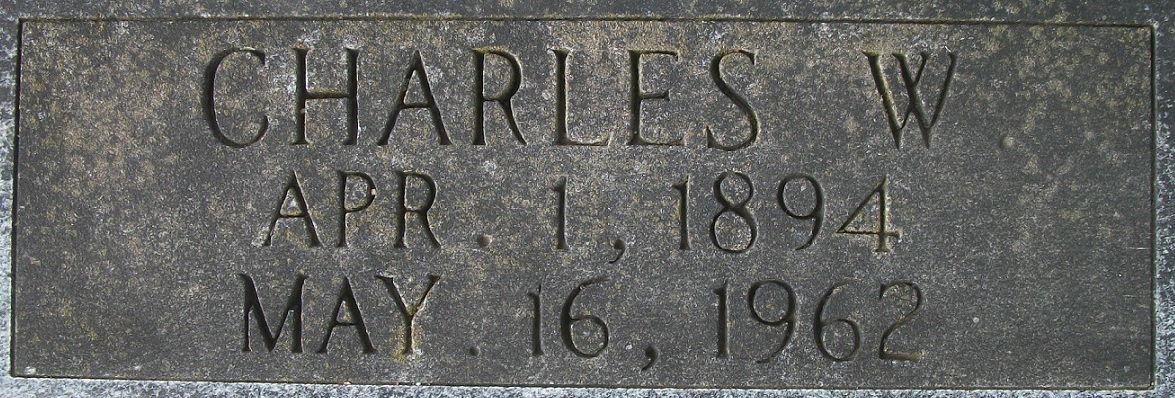 CHARLES W.
APR. 1, 1894
MAY. 16, 1962